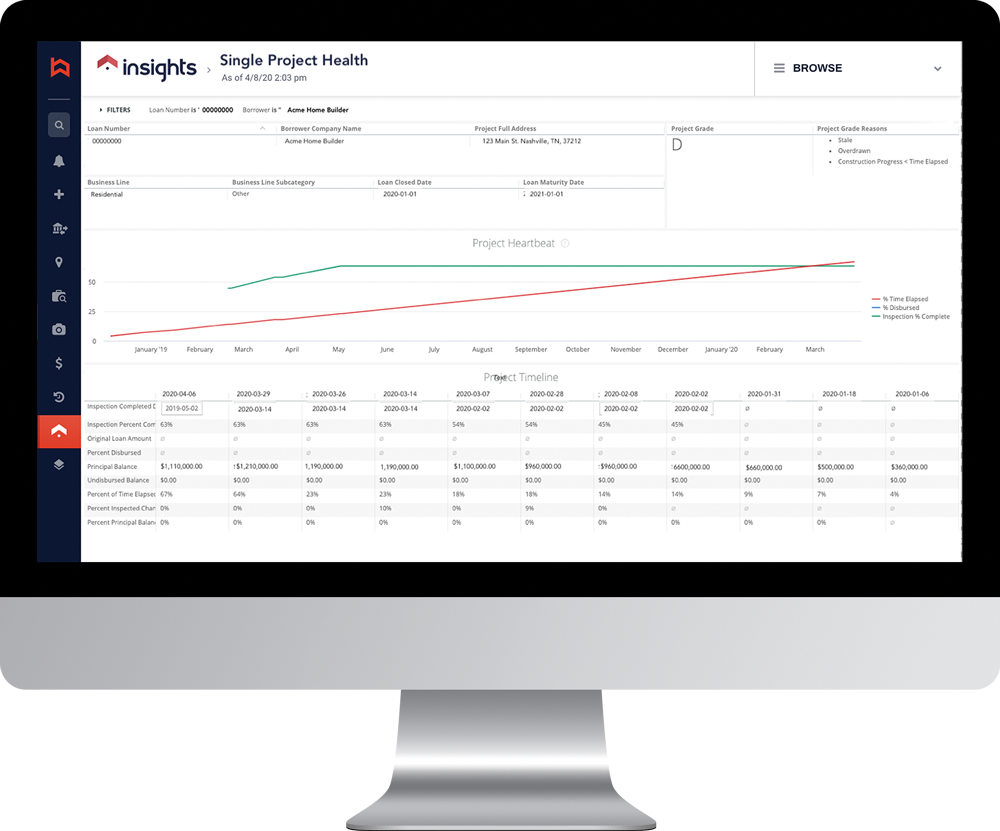 insights › Single Project Health
As of 4/8/20 2:03 pm
BROWSE
FILTERS Loan Number is ' 00000000 Borrower is " Acme Home Builder
Loan Number Borrower Company Name Project Full Address Project Grade Project Grade Reasons
00000000 Acme Home Builder 123 Main St. Nashville, TN, 37212 D
• Stale
• Overdrawn
• Construction Progress < Time Elapsed
Business Line Business Line Subcategory Loan Closed Date Loan Maturity Date
Residential Other 2020-01-01 2021-01-01
Project Heartbeat
50
25
0
January '19 February March April May June July August September October November December January '20 February March
% Time Elapsed
% Disbursed
Inspection % Complete
Project Timeline
2020-04-06 2020-03-29 2020-03-26 2020-03-14 2020-03-07 2020-02-28 2020-02-08 2020-02-02 2020-01-31 2020-01-18 2020-01-06
Inspection Completed D 2019-05-02 2020-03-14 2020-03-14 2020-03-14 2020-02-02 2020-02-02 2020-02-02 2020-02-02 ø ø ø
Inspection Percent Com 63% 63% 63% 63% 54% 54% 45% 45% ø ø ø
Original Loan Amount ø ø ø ø ø ø ø ø ø ø ø
Percent Disbursed ø ø ø ø ø ø ø ø ø ø ø
Principal Balance $1,110,000.00 :$1,210,000.00 1,190,000.00 1,190,000.00 $1,100,000.00 $960,000.00 :$960,000.00 6600,000.00 $660,000.00 $500,000.00 $360,000.00
Undisbursed Balance $0.00 $0.00 $0.00 $0.00 $0.00 $0.00 $0.00 $0.00 $0.00 $0.00 $0.00
Percent of Time Elapsed 67% 64% 23% 23% 18% 18% 14% 14% 9% 7% 4%
Percent Inspected Chan 0% 0% 0% 10% 0% 9% 0% ø ø ø ø
Percent Principal Balan 0% 0% 0% 0% 0% 0% 0% 0% 0% 0% ø